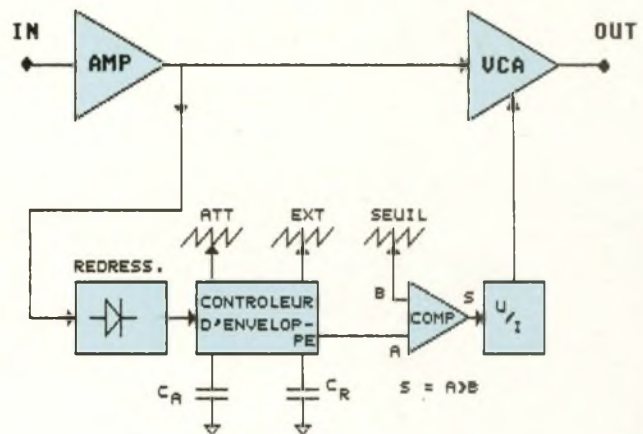 IN
OUT
AMP
VCA
ATT
EXT
SEUIL
REDRESS.
CONTROLEUR
D'ENVELOP-
PE
B
A
COMP
S
U/I
CA
CR
S = A>B